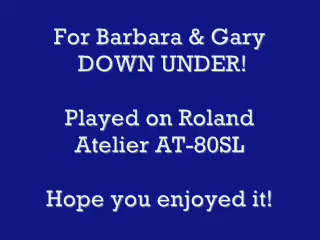 For Barbara & Gary
DOWN UNDER!
Played on Roland
Atelier AT-80SL
Hope you enjoyed it!